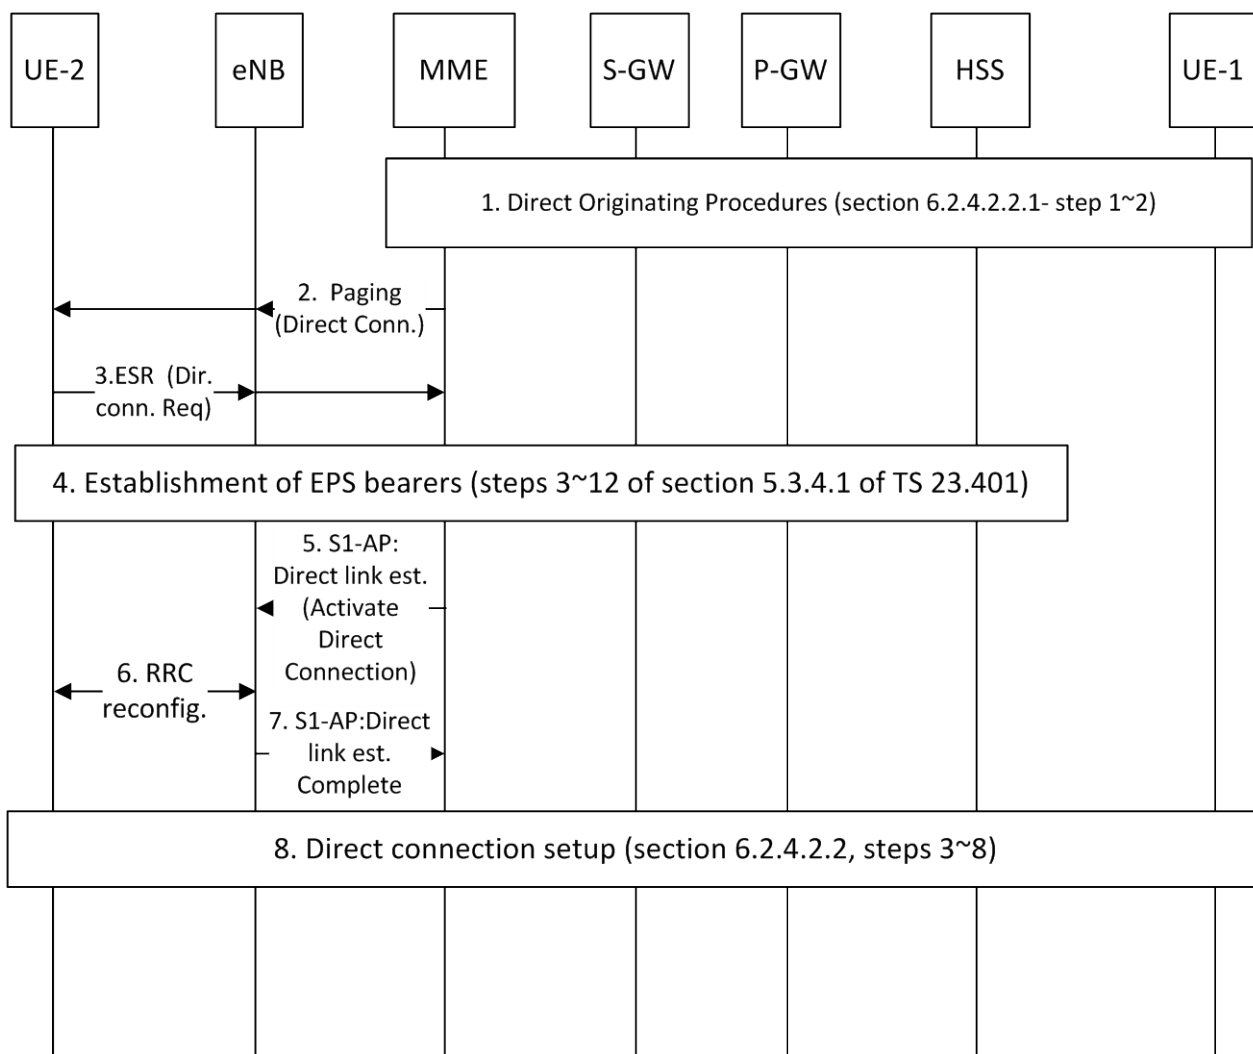 UE-2
eNB
MME
S-GW
P-GW
HSS
UE-1
1. Direct Originating Procedures (section 6.2.4.2.2.1- step 1~2)
2.  Paging
(Direct Conn.)
3.ESR  (Dir.
conn. Req)
4. Establishment of EPS bearers (steps 3~12 of section 5.3.4.1 of TS 23.401)
5. S1-AP:
Direct link est.
(Activate
Direct
Connection)
6. RRC
reconfig.
7. S1-AP:Direct
link est.
Complete
8. Direct connection setup (section 6.2.4.2.2, steps 3~8)